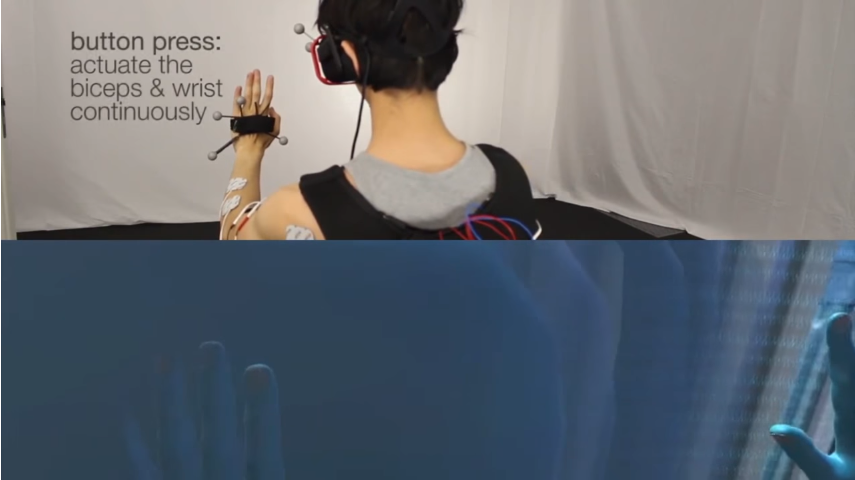 button press:
actuate the
biceps & wrist
continuously